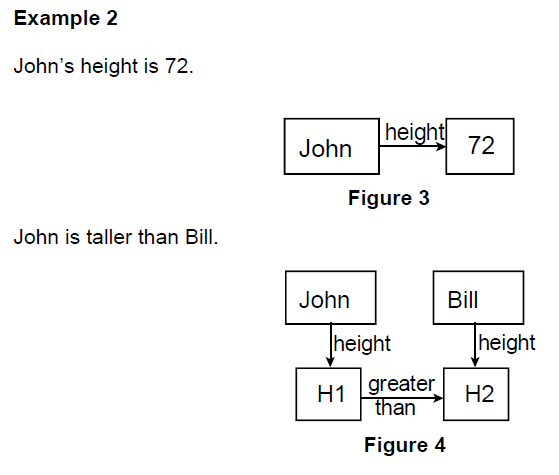 Example 2
John’s height is 72.
John
height
72
Figure 3
John is taller than Bill.
John
Bill
height
height
H1
greater
than
H2
Figure 4